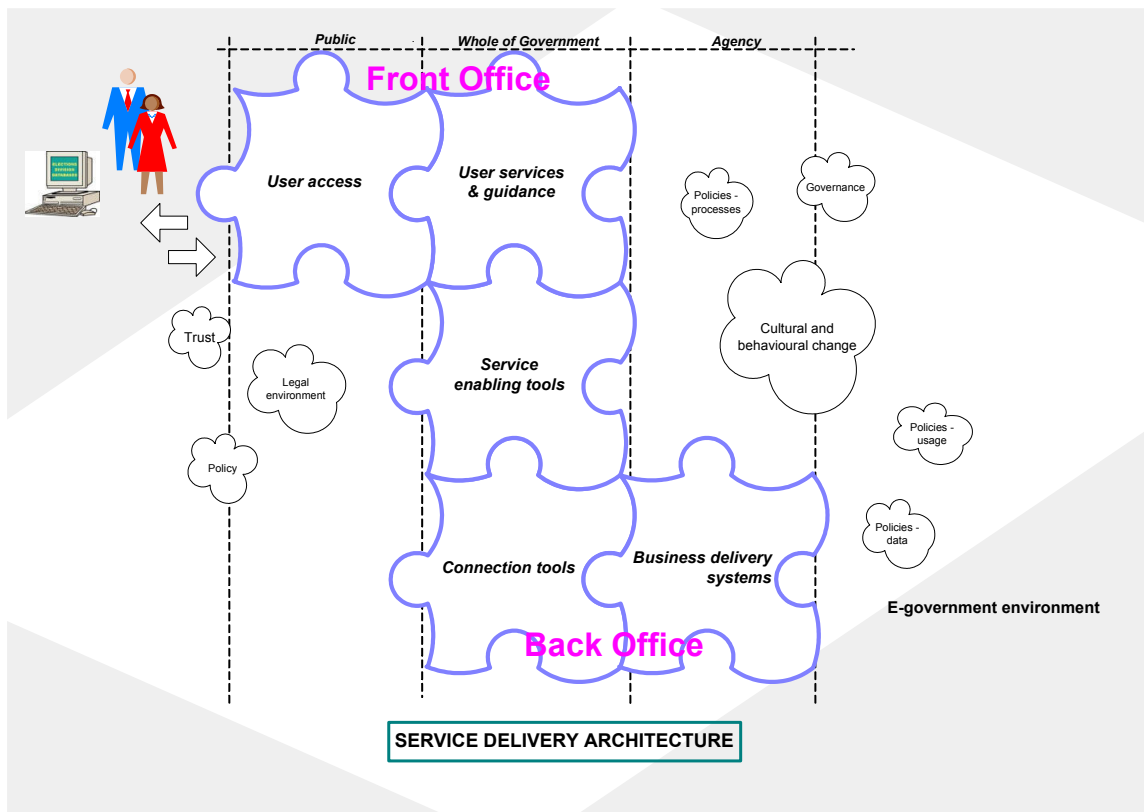 Public
Whole of Government
Agency
Front Office
User access
User services
& guidance
Policies -
processes
Governance
Trust
Legal
environment
Policy
Service
enabling tools
Cultural and
behavioural change
Policies -
usage
Policies -
data
Connection tools
Business delivery
systems
E-government environment
Back Office
SERVICE DELIVERY ARCHITECTURE